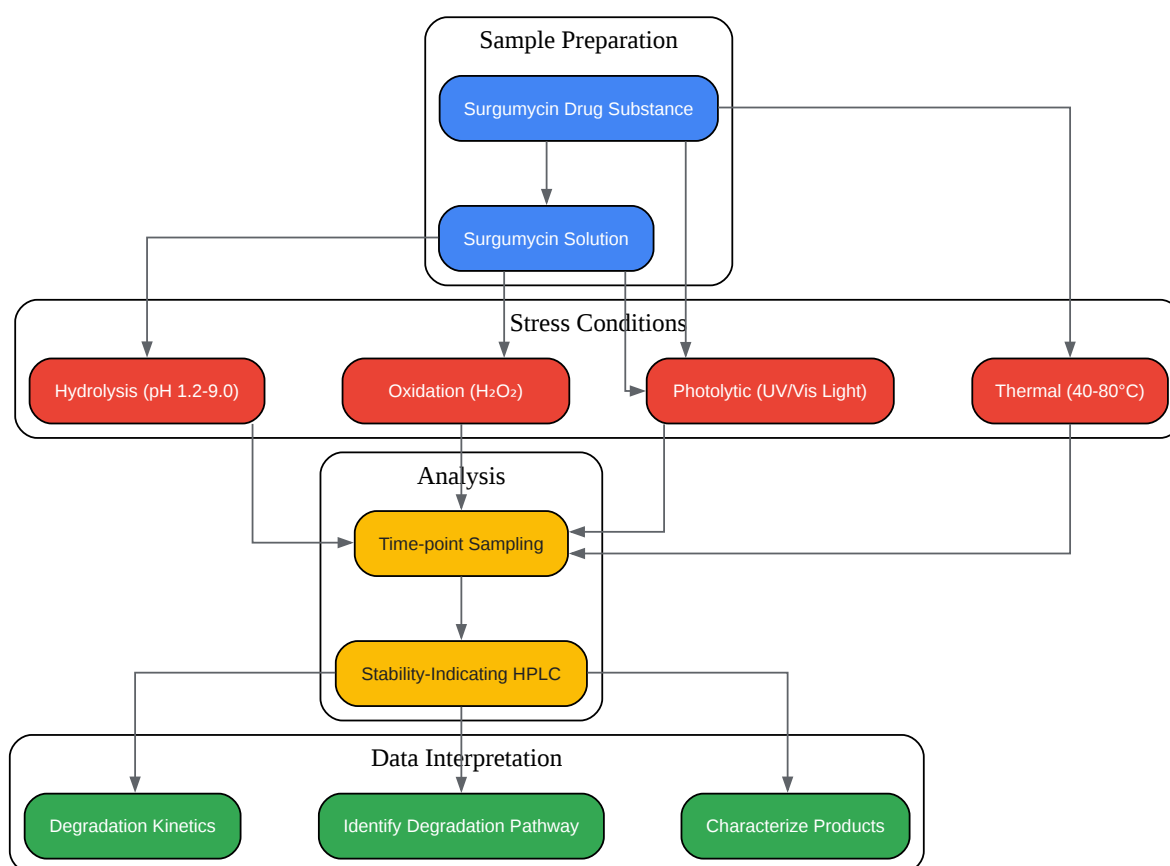 Sample Preparation
Surgumycin Drug Substance
Surgumycin Solution
Stress Conditions
Hydrolysis (pH 1.2-9.0)
Oxidation (H₂O₂)
Photolytic (UV/Vis Light)
Thermal (40-80°C)
Analysis
Time-point Sampling
Stability-Indicating HPLC
Data Interpretation
Degradation Kinetics
Identify Degradation Pathway
Characterize Products